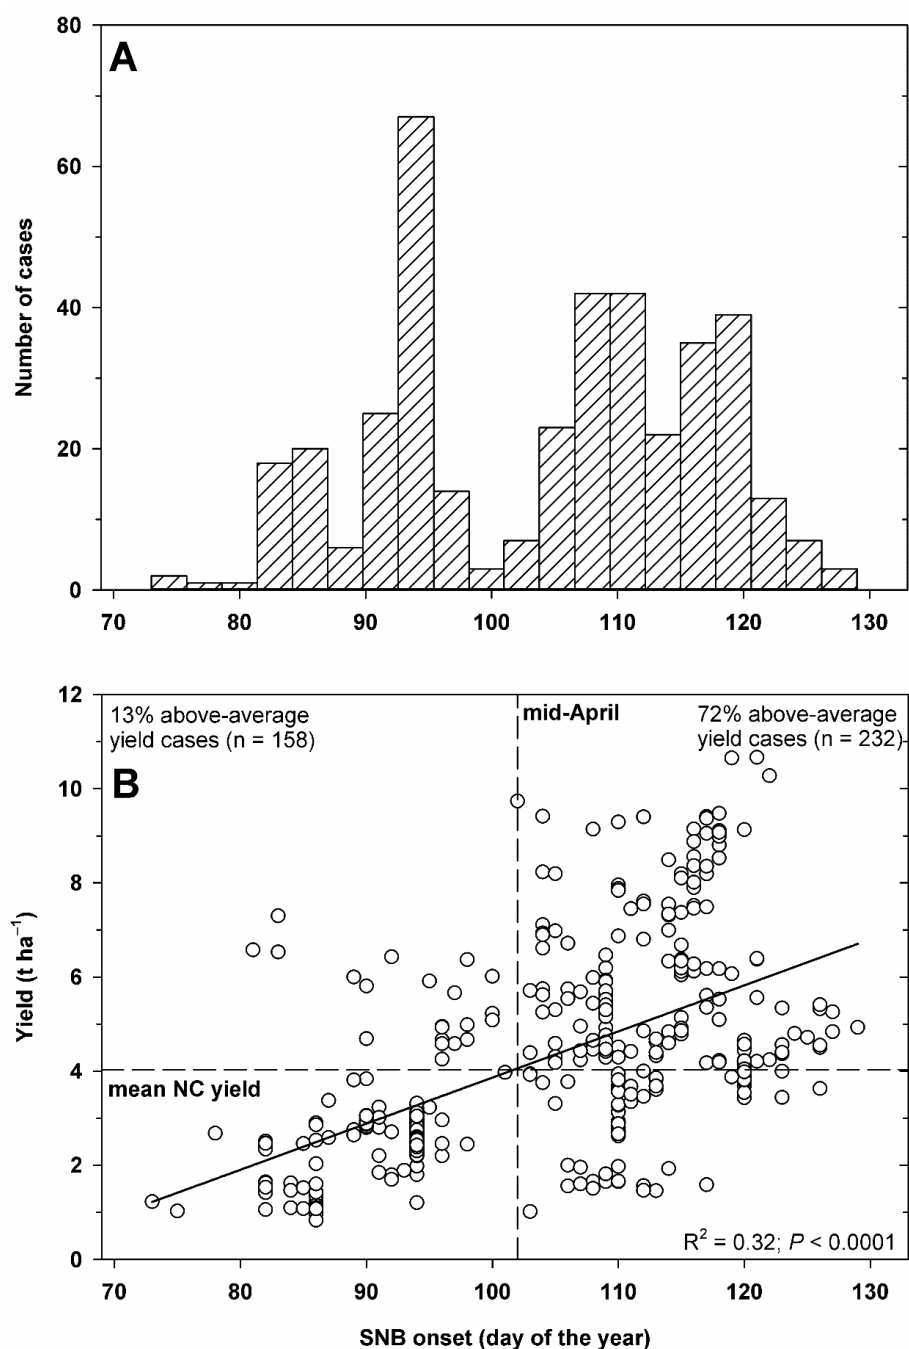 A
80
60
40
20
0
Number of cases
70 80 90 100 110 120 130
12
10
8
6
4
2
0
Yield (t ha⁻¹)
13% above-average
yield cases (n = 158)
B
mid-April
72% above-average
yield cases (n = 232)
mean NC yield
R² = 0.32; P < 0.0001
70 80 90 100 110 120 130
SNB onset (day of the year)